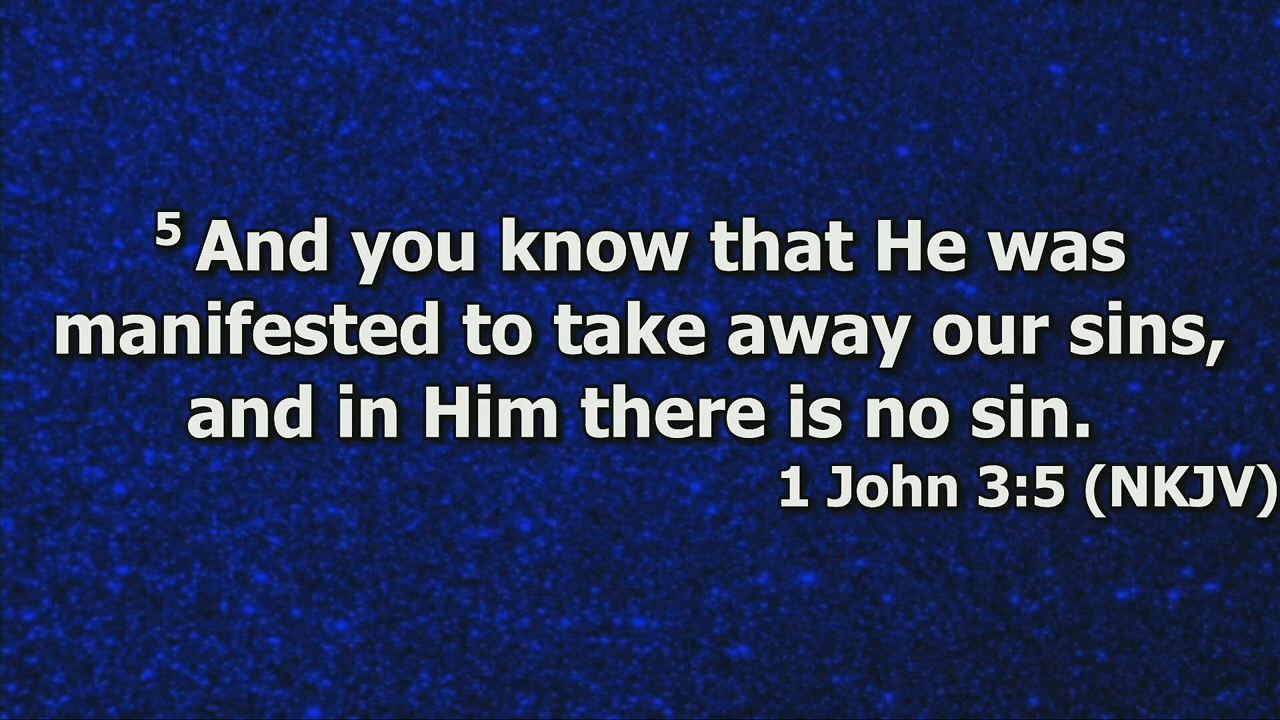 5 And you know that He was
manifested to take away our sins,
and in Him there is no sin.
1 John 3:5 (NKJV)